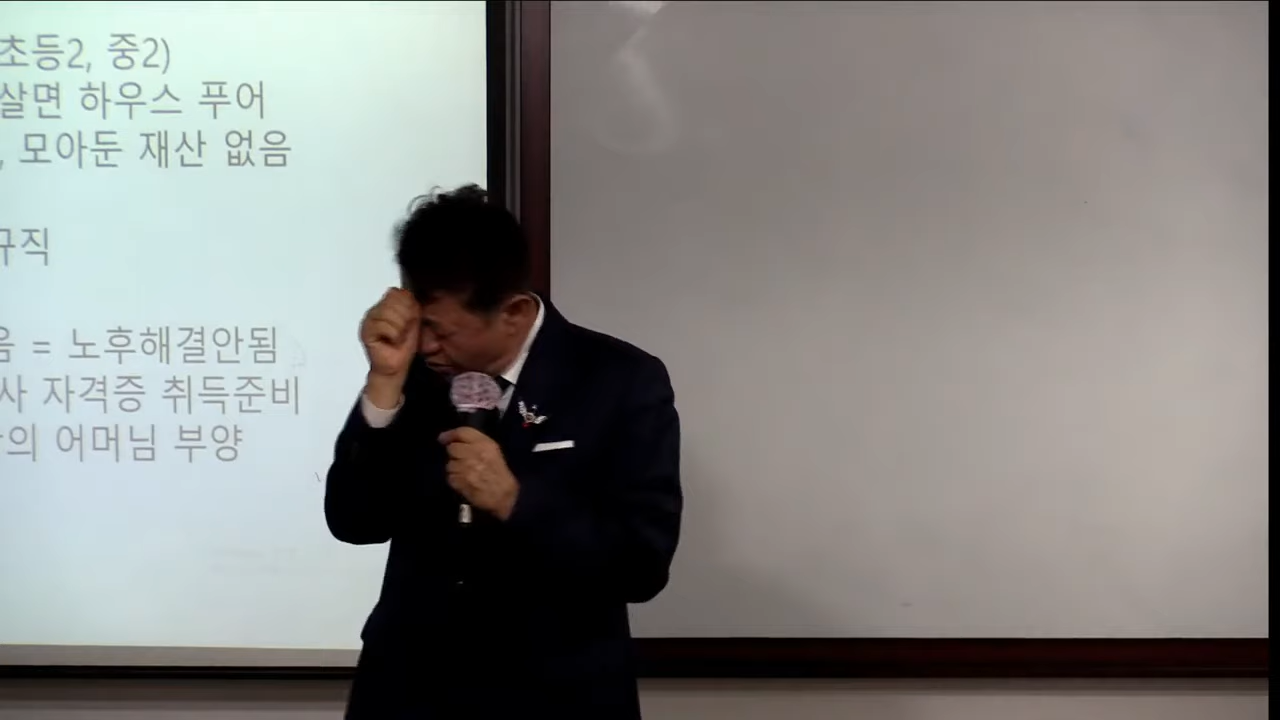 초등2, 중2)
살면 하우스 푸어
, 모아둔 재산 없음
규직
음 = 노후해결안됨
사 자격증 취득준비
의 어머님 부양